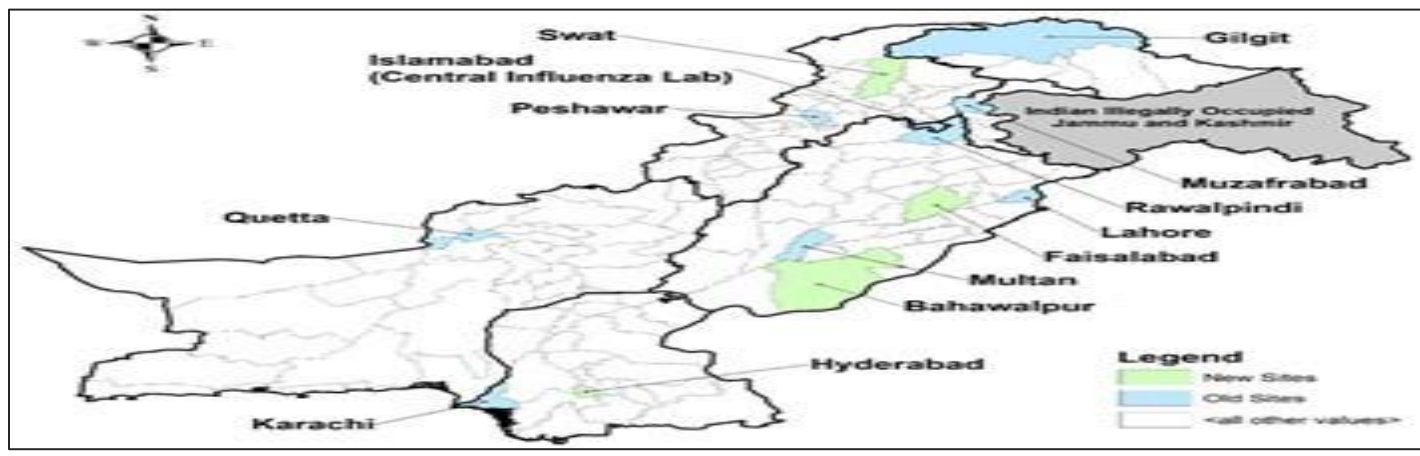 N
W E
S
Swat
Gilgit
Islamabad
(Central Influenza Lab)
Peshawar
Indian Illegally Occupied
Jammu and Kashmir
Muzafrabad
Rawalpindi
Quetta
Lahore
Faisalabad
Multan
Bahawalpur
Hyderabad
Karachi
Legend
New Sites
Old Sites
<all other values>